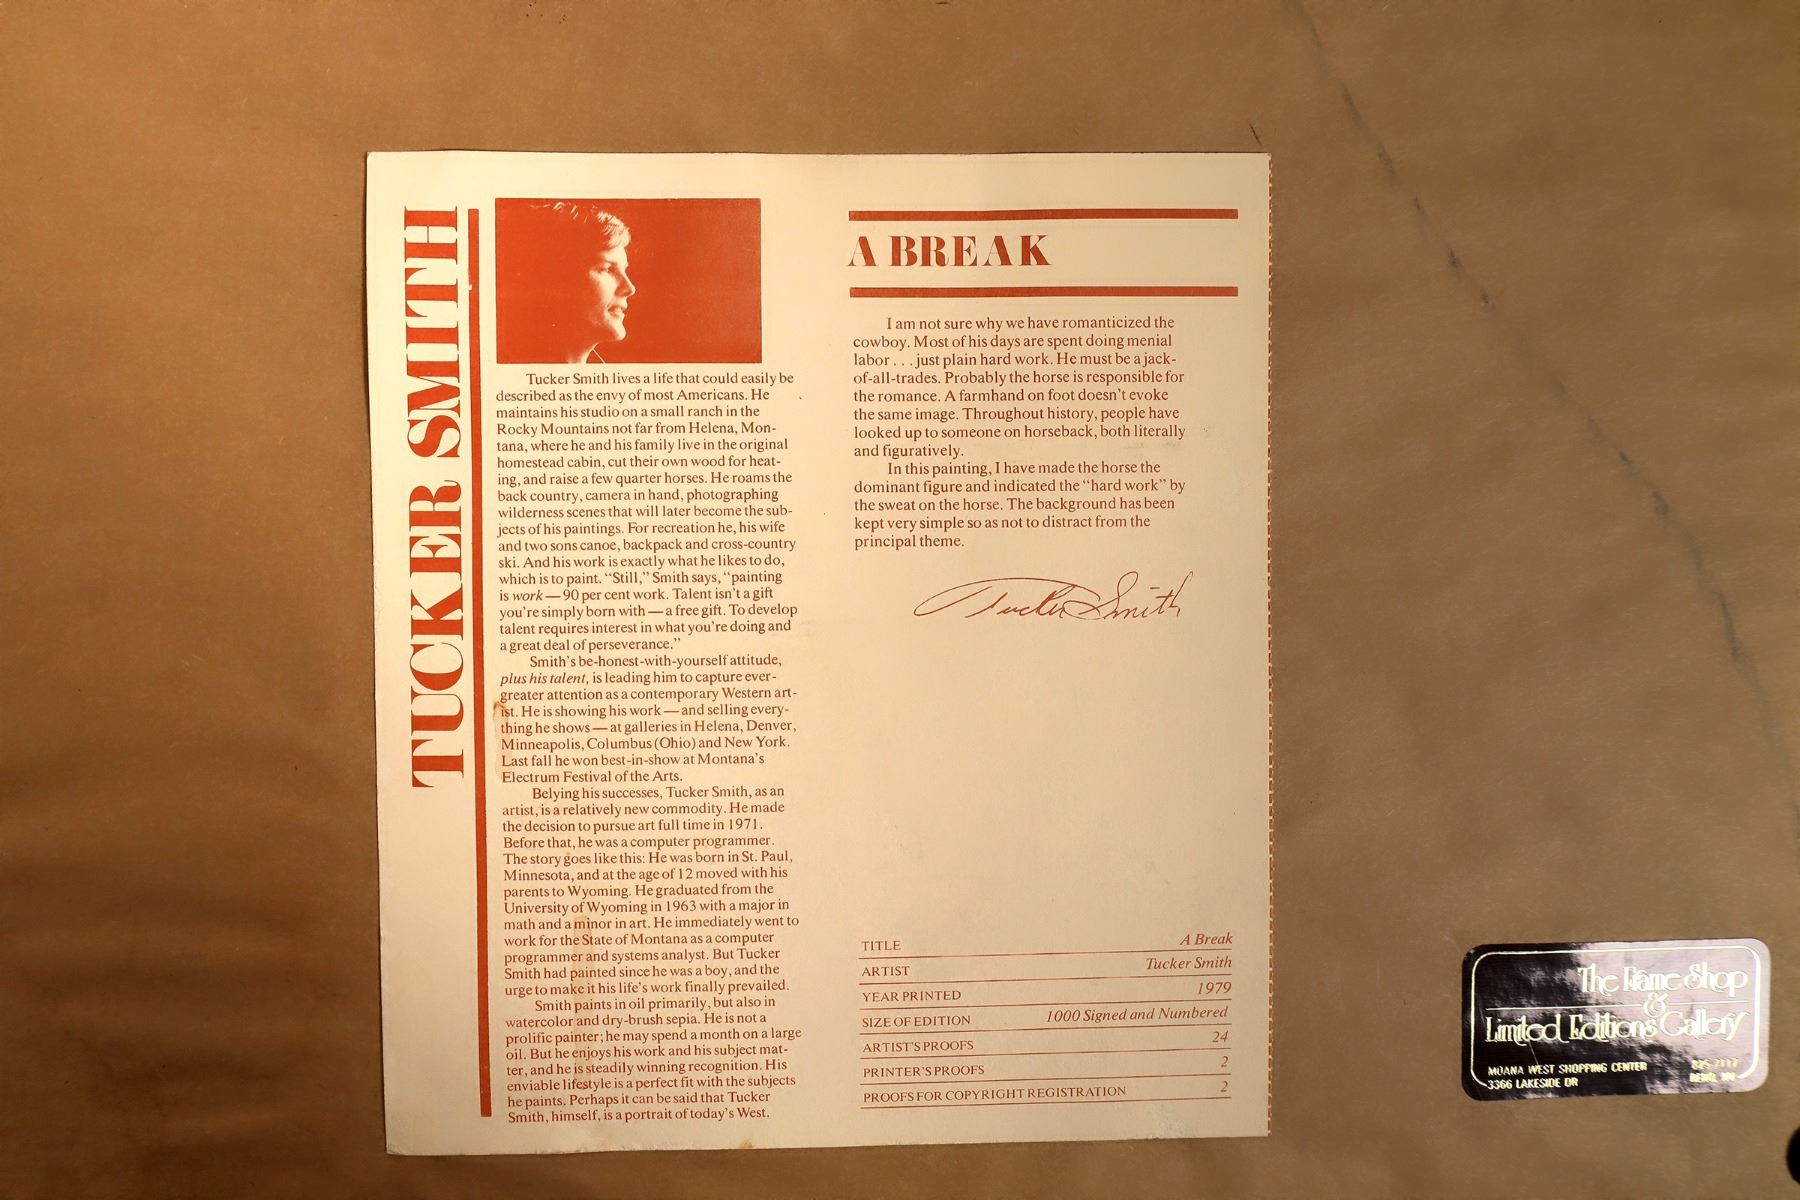 TUCKER SMITH
Tucker Smith lives a life that could easily be
described as the envy of most Americans. He
maintains his studio on a small ranch in the
Rocky Mountains not far from Helena, Mon-
tana, where he and his family live in the original
homestead cabin, cut their own wood for heat-
ing, and raise a few quarter horses. He roams the
back country, camera in hand, photographing
wilderness scenes that will later become the sub-
jects of his paintings. For recreation he, his wife
and two sons canoe, backpack and cross-country
ski. And his work is exactly what he likes to do,
which is to paint. “Still,” Smith says, “painting
is work — 90 per cent work. Talent isn't a gift
you're simply born with — a free gift. To develop
talent requires interest in what you're doing and
a great deal of perseverance.”
Smith's be-honest-with-yourself attitude,
plus his talent, is leading him to capture ever-
greater attention as a contemporary Western art-
ist. He is showing his work — and selling every-
thing he shows — at galleries in Helena, Denver,
Minneapolis, Columbus (Ohio) and New York.
Last fall he won best-in-show at Montana's
Electrum Festival of the Arts.
Belying his successes, Tucker Smith, as an
artist, is a relatively new commodity. He made
the decision to pursue art full time in 1971.
Before that, he was a computer programmer.
The story goes like this: He was born in St. Paul,
Minnesota, and at the age of 12 moved with his
parents to Wyoming. He graduated from the
University of Wyoming in 1963 with a major in
math and a minor in art. He immediately went to
work for the State of Montana as a computer
programmer and systems analyst. But Tucker
Smith had painted since he was a boy, and the
urge to make it his life's work finally prevailed.
Smith paints in oil primarily, but also in
watercolor and dry-brush sepia. He is not a
prolific painter; he may spend a month on a large
oil. But he enjoys his work and his subject mat-
ter, and he is steadily winning recognition. His
enviable lifestyle is a perfect fit with the subjects
he paints. Perhaps it can be said that Tucker
Smith, himself, is a portrait of today's West.
A BREAK
I am not sure why we have romanticized the
cowboy. Most of his days are spent doing menial
labor . . . just plain hard work. He must be a jack-
of-all-trades. Probably the horse is responsible for
the romance. A farmhand on foot doesn't evoke
the same image. Throughout history, people have
looked up to someone on horseback, both literally
and figuratively.
In this painting, I have made the horse the
dominant figure and indicated the “hard work” by
the sweat on the horse. The background has been
kept very simple so as not to distract from the
principal theme.
Tucker Smith
TITLE A Break
ARTIST Tucker Smith
YEAR PRINTED 1979
SIZE OF EDITION 1000 Signed and Numbered
ARTIST'S PROOFS 24
PRINTER'S PROOFS 2
PROOFS FOR COPYRIGHT REGISTRATION 2
The Frame Shop
&
Limited Editions Gallery
MOANA WEST SHOPPING CENTER 825-7117
3366 LAKESIDE DR RENO, NV